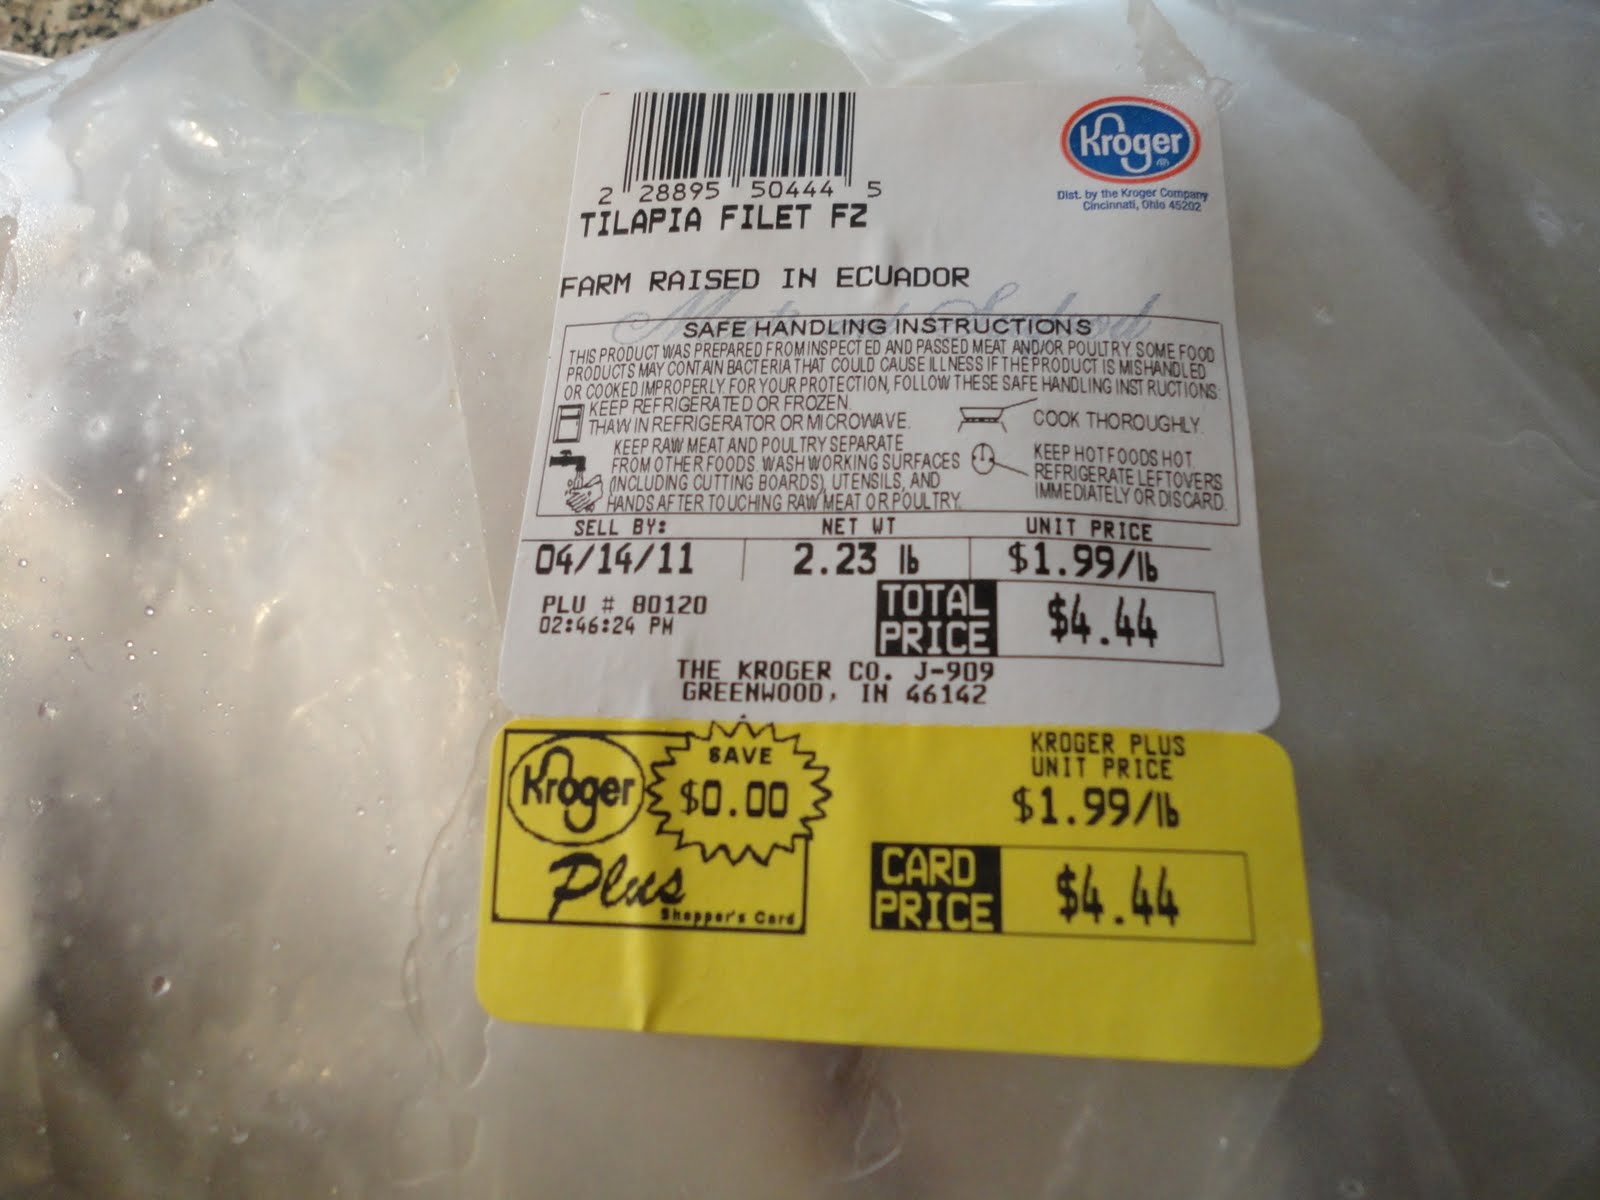 2 28895 50444 5
Kroger
Dist. by the Kroger Company
Cincinnati, Ohio 45202
TILAPIA FILET FZ
FARM RAISED IN ECUADOR
SAFE HANDLING INSTRUCTIONS
THIS PRODUCT WAS PREPARED FROM INSPECTED AND PASSED MEAT AND/OR POULTRY. SOME FOOD
PRODUCTS MAY CONTAIN BACTERIA THAT COULD CAUSE ILLNESS IF THE PRODUCT IS MISHANDLED
OR COOKED IMPROPERLY. FOR YOUR PROTECTION, FOLLOW THESE SAFE HANDLING INSTRUCTIONS.
KEEP REFRIGERATED OR FROZEN.
THAW IN REFRIGERATOR OR MICROWAVE.
COOK THOROUGHLY.
KEEP RAW MEAT AND POULTRY SEPARATE
FROM OTHER FOODS. WASH WORKING SURFACES
(INCLUDING CUTTING BOARDS), UTENSILS, AND
HANDS AFTER TOUCHING RAW MEAT OR POULTRY.
KEEP HOT FOODS HOT.
REFRIGERATE LEFTOVERS
IMMEDIATELY OR DISCARD.
SELL BY: NET WT UNIT PRICE
04/14/11 2.23 lb $1.99/lb
PLU # 80120
02:46:24 PM
TOTAL
PRICE
$4.44
THE KROGER CO. J-909
GREENWOOD, IN 46142
Kroger
Plus
Shopper's Card
SAVE
$0.00
KROGER PLUS
UNIT PRICE
$1.99/lb
CARD
PRICE
$4.44